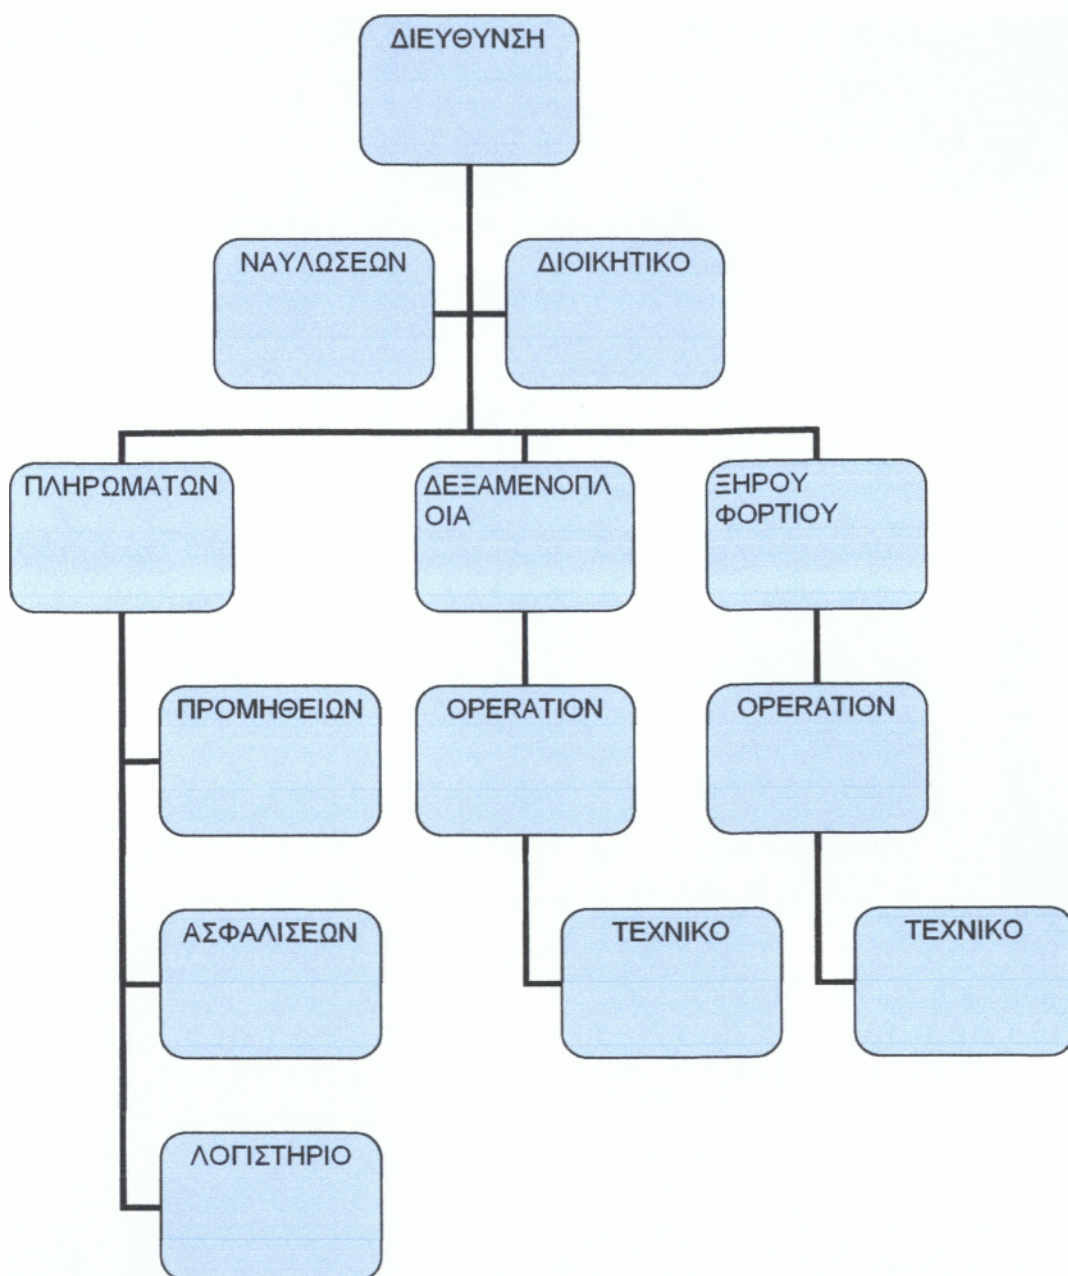 ΔΙΕΥΘΥΝΣΗ
ΝΑΥΛΩΣΕΩΝ
ΔΙΟΙΚΗΤΙΚΟ
ΠΛΗΡΩΜΑΤΩΝ
ΔΕΞΑΜΕΝΟΠΛ
ΟΙΑ
ΞΗΡΟΥ
ΦΟΡΤΙΟΥ
ΠΡΟΜΗΘΕΙΩΝ
OPERATION
OPERATION
ΑΣΦΑΛΙΣΕΩΝ
ΤΕΧΝΙΚΟ
ΤΕΧΝΙΚΟ
ΛΟΓΙΣΤΗΡΙΟ